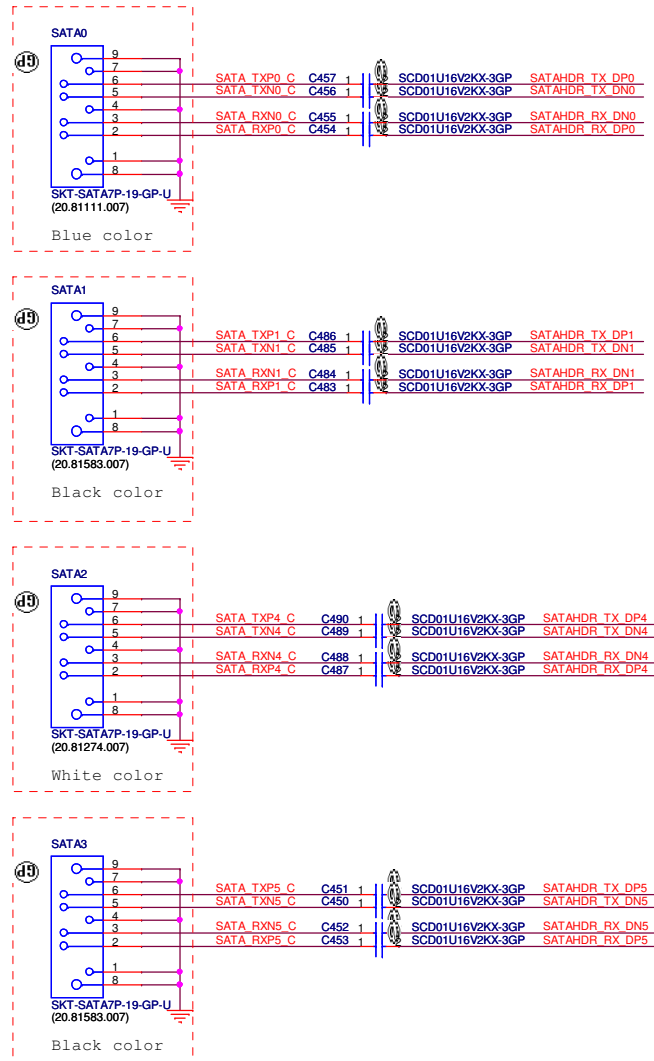 SATA0
GP
9
7
6 SATA_TXP0_C C457 1 SCD01U16V2KX-3GP SATAHDR_TX_DP0
5 SATA_TXN0_C C456 1 SCD01U16V2KX-3GP SATAHDR_TX_DN0
4
3 SATA_RXN0_C C455 1 SCD01U16V2KX-3GP SATAHDR_RX_DN0
2 SATA_RXP0_C C454 1 SCD01U16V2KX-3GP SATAHDR_RX_DP0
1
8
SKT-SATA7P-19-GP-U
(20.81111.007)
Blue color
SATA1
GP
9
7
6 SATA_TXP1_C C486 1 SCD01U16V2KX-3GP SATAHDR_TX_DP1
5 SATA_TXN1_C C485 1 SCD01U16V2KX-3GP SATAHDR_TX_DN1
4
3 SATA_RXN1_C C484 1 SCD01U16V2KX-3GP SATAHDR_RX_DN1
2 SATA_RXP1_C C483 1 SCD01U16V2KX-3GP SATAHDR_RX_DP1
1
8
SKT-SATA7P-19-GP-U
(20.81583.007)
Black color
SATA2
GP
9
7
6 SATA_TXP4_C C490 1 SCD01U16V2KX-3GP SATAHDR_TX_DP4
5 SATA_TXN4_C C489 1 SCD01U16V2KX-3GP SATAHDR_TX_DN4
4
3 SATA_RXN4_C C488 1 SCD01U16V2KX-3GP SATAHDR_RX_DN4
2 SATA_RXP4_C C487 1 SCD01U16V2KX-3GP SATAHDR_RX_DP4
1
8
SKT-SATA7P-19-GP-U
(20.81274.007)
White color
SATA3
GP
9
7
6 SATA_TXP5_C C451 1 SCD01U16V2KX-3GP SATAHDR_TX_DP5
5 SATA_TXN5_C C450 1 SCD01U16V2KX-3GP SATAHDR_TX_DN5
4
3 SATA_RXN5_C C452 1 SCD01U16V2KX-3GP SATAHDR_RX_DN5
2 SATA_RXP5_C C453 1 SCD01U16V2KX-3GP SATAHDR_RX_DP5
1
8
SKT-SATA7P-19-GP-U
(20.81583.007)
Black color